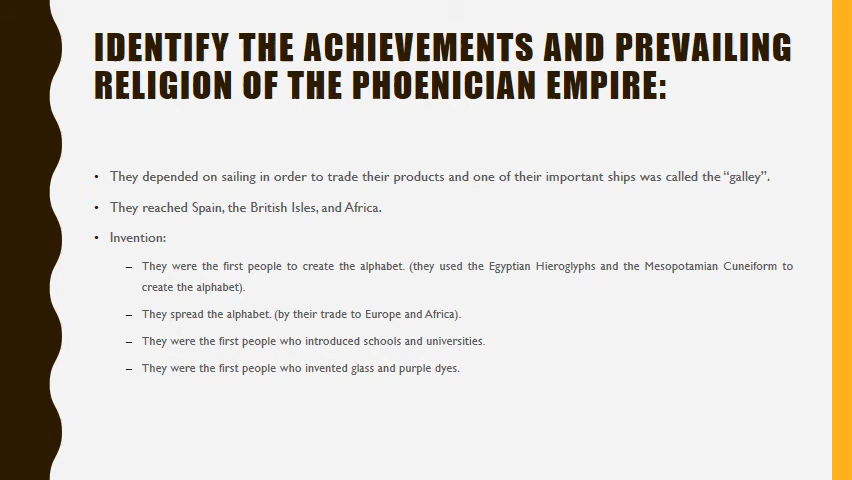 IDENTIFY THE ACHIEVEMENTS AND PREVAILING
RELIGION OF THE PHOENICIAN EMPIRE:
• They depended on sailing in order to trade their products and one of their important ships was called the “galley”.
• They reached Spain, the British Isles, and Africa.
• Invention:
– They were the first people to create the alphabet. (they used the Egyptian Hieroglyphs and the Mesopotamian Cuneiform to
create the alphabet).
– They spread the alphabet. (by their trade to Europe and Africa).
– They were the first people who introduced schools and universities.
– They were the first people who invented glass and purple dyes.